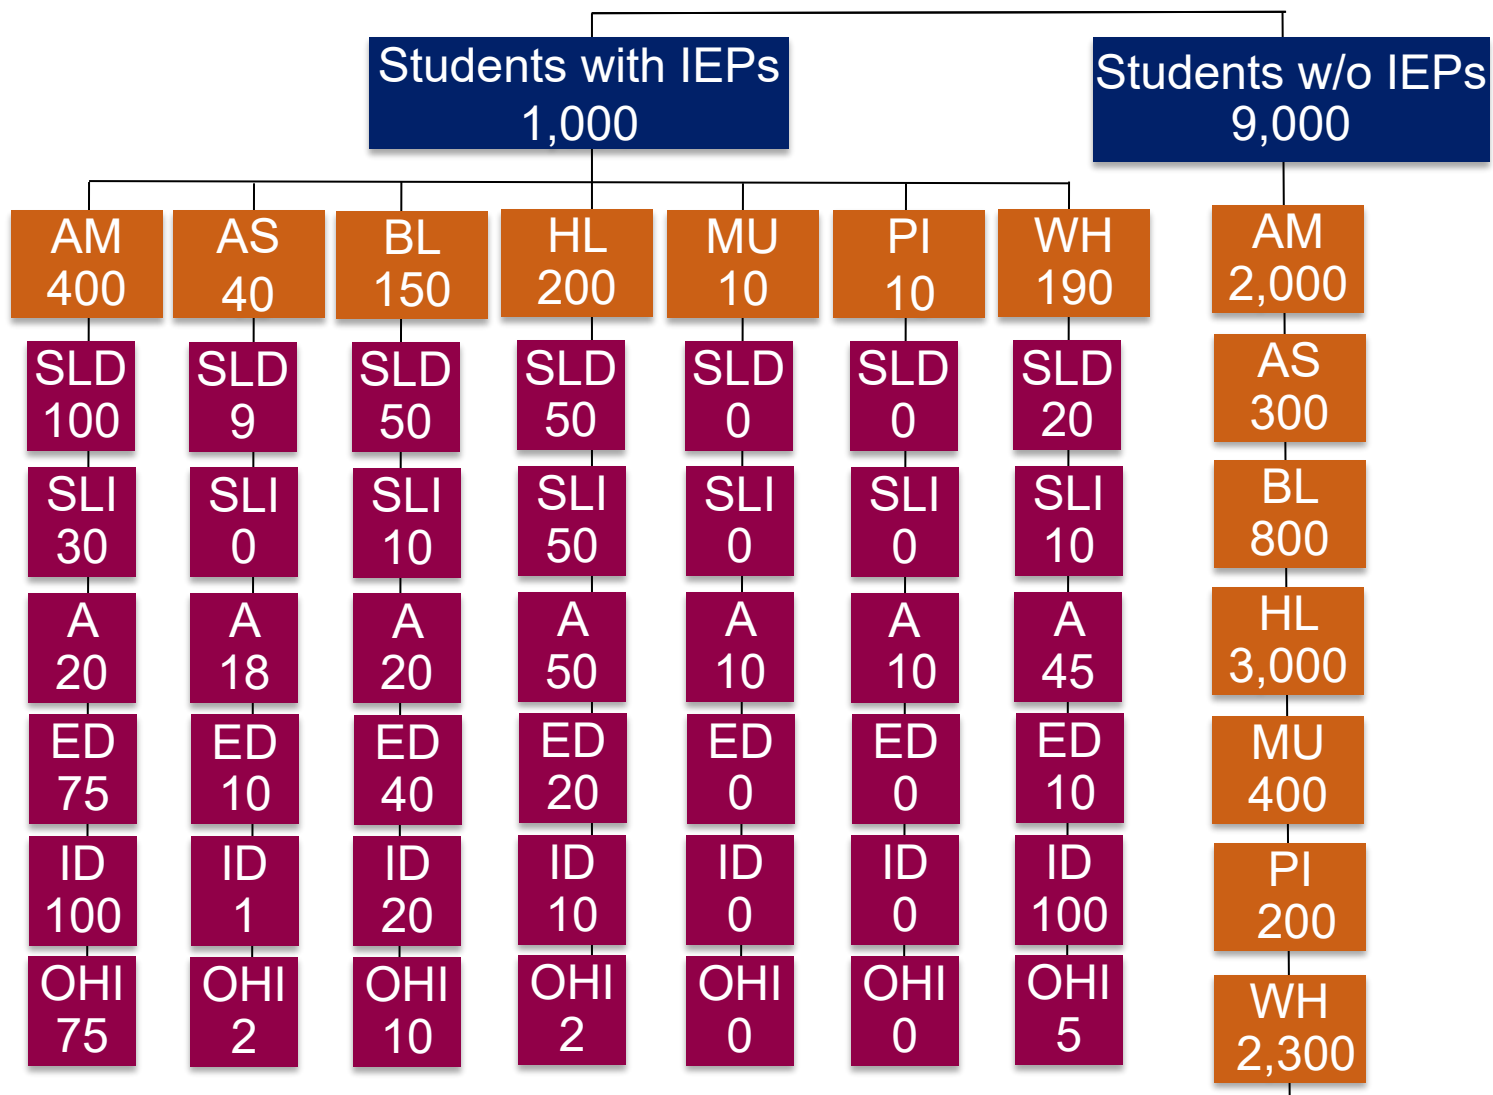 Students with IEPs
1,000
Students w/o IEPs
9,000
AM
400
AS
40
BL
150
HL
200
MU
10
PI
10
WH
190
SLD
100
SLD
9
SLD
50
SLD
50
SLD
0
SLD
0
SLD
20
SLI
30
SLI
0
SLI
10
SLI
50
SLI
0
SLI
0
SLI
10
A
20
A
18
A
20
A
50
A
10
A
10
A
45
ED
75
ED
10
ED
40
ED
20
ED
0
ED
0
ED
10
ID
100
ID
1
ID
20
ID
10
ID
0
ID
0
ID
100
OHI
75
OHI
2
OHI
10
OHI
2
OHI
0
OHI
0
OHI
5
AM
2,000
AS
300
BL
800
HL
3,000
MU
400
PI
200
WH
2,300